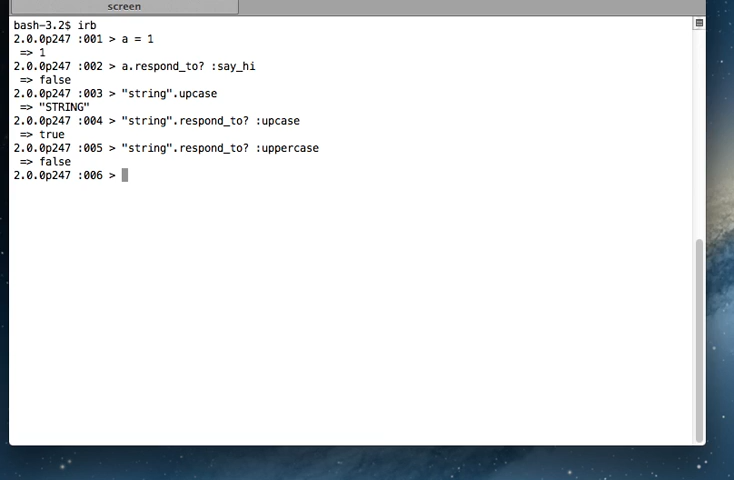 screen
bash-3.2$ irb
2.0.0p247 :001 > a = 1
=> 1
2.0.0p247 :002 > a.respond_to? :say_hi
=> false
2.0.0p247 :003 > "string".upcase
=> "STRING"
2.0.0p247 :004 > "string".respond_to? :upcase
=> true
2.0.0p247 :005 > "string".respond_to? :uppercase
=> false
2.0.0p247 :006 >